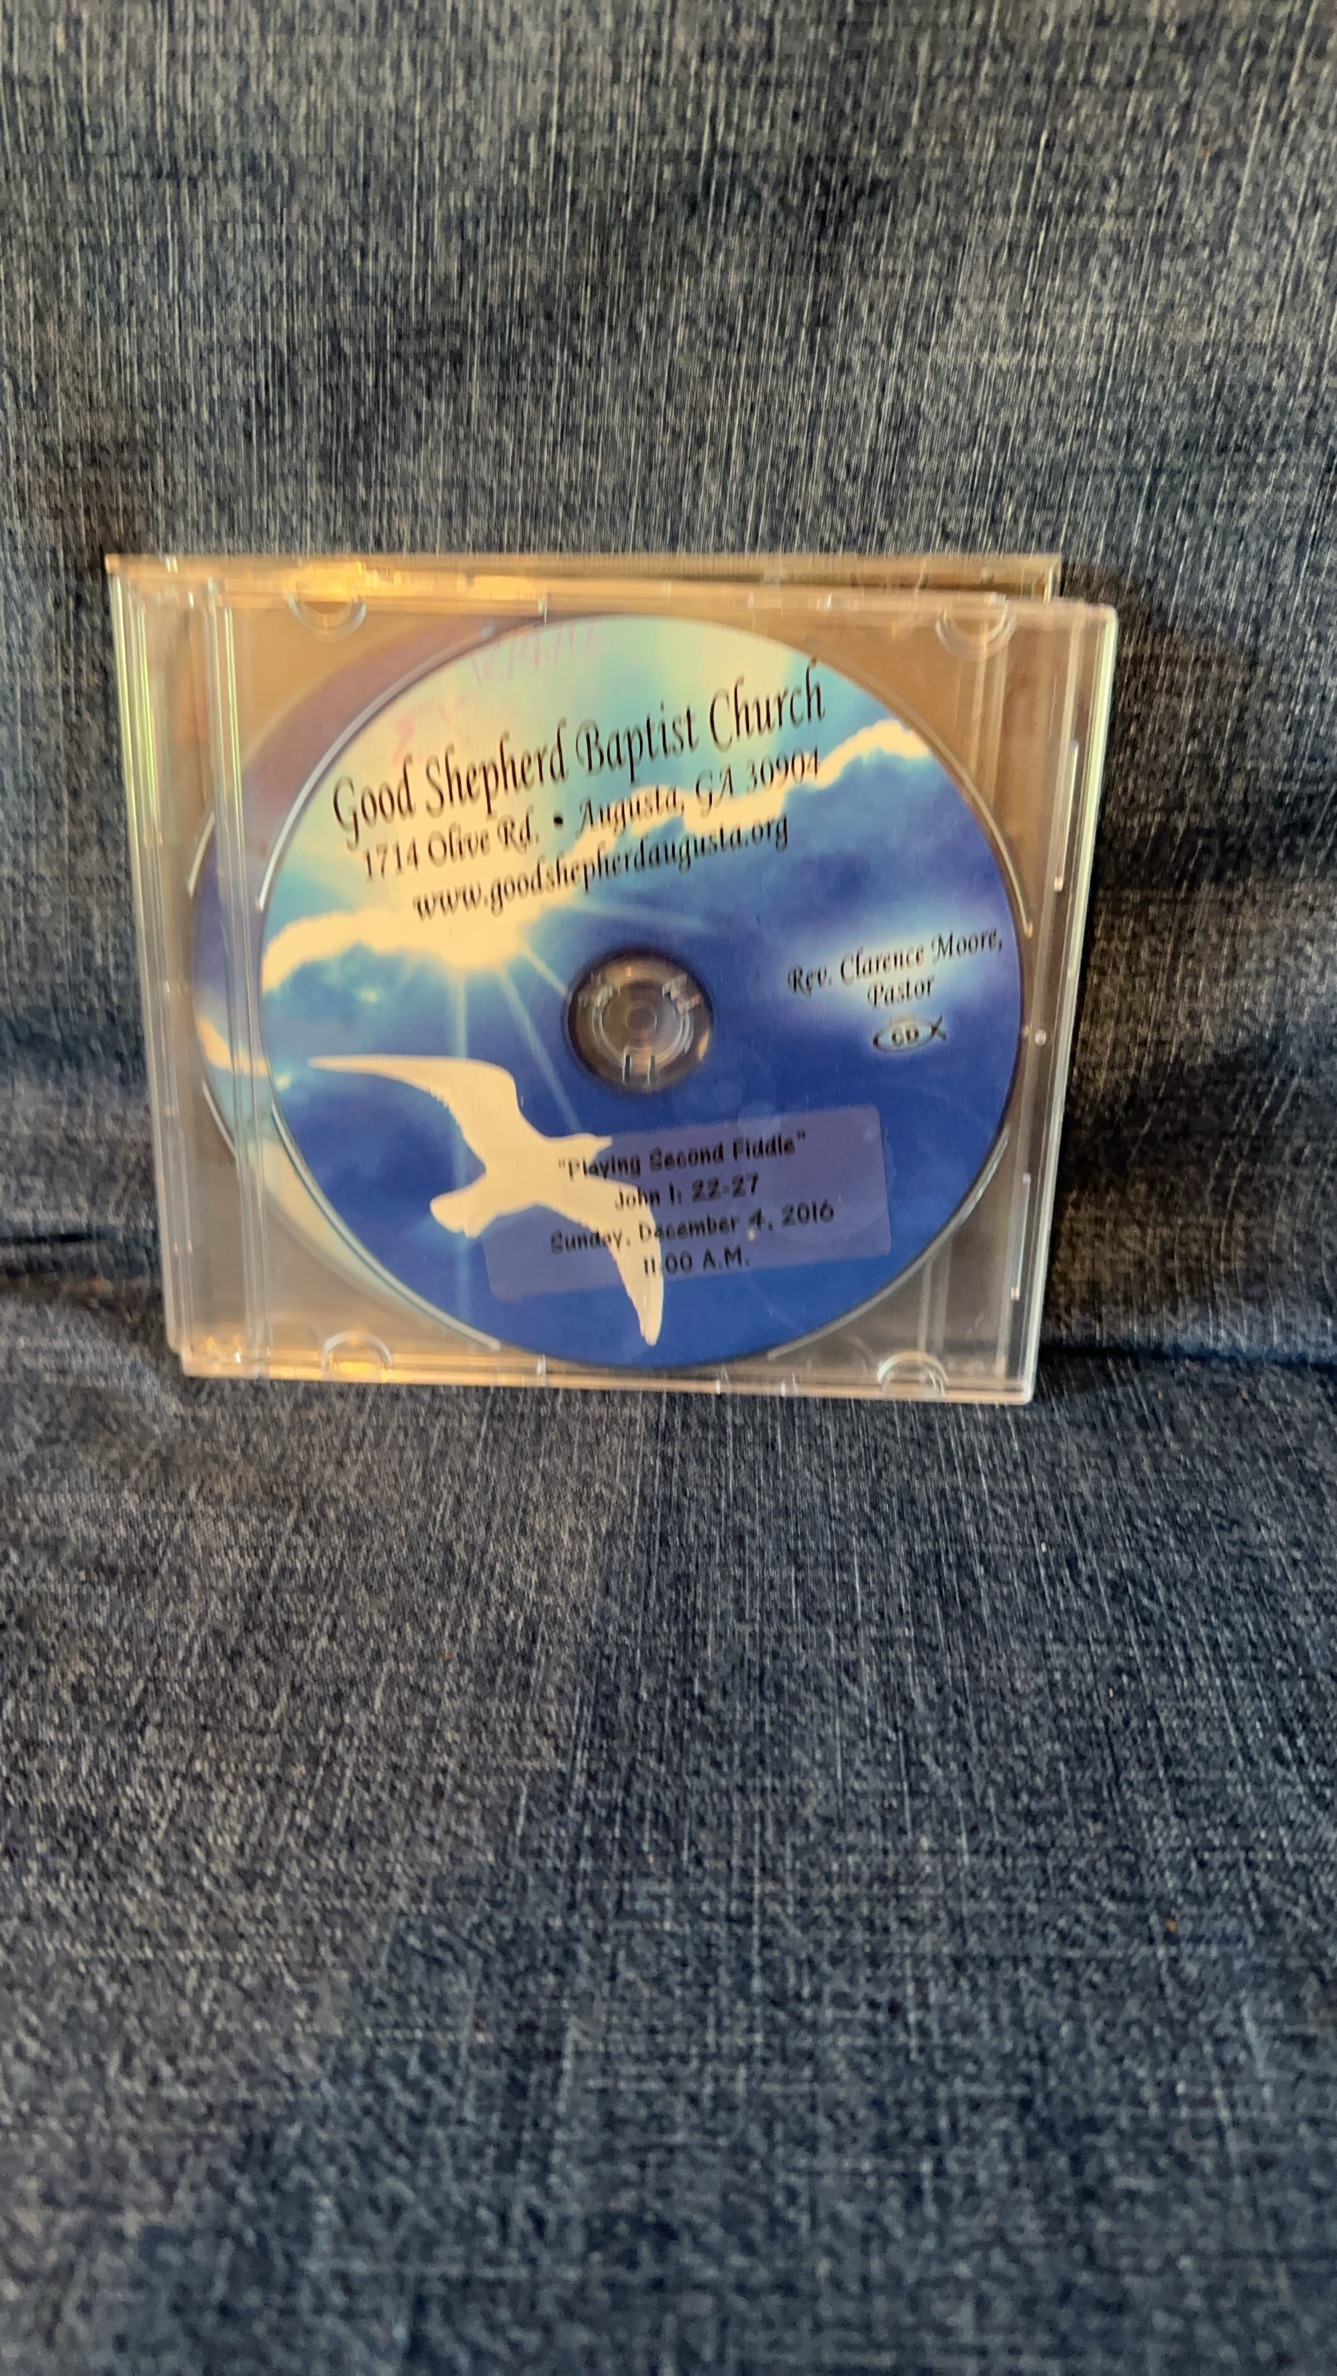 Good Shepherd Baptist Church
1714 Olive Rd. • Augusta, GA 30904
www.goodshepherdaugusta.org
Rev. Clarence Moore,
Pastor
CD
"Playing Second Fiddle"
John 1: 22-27
Sunday, December 4, 2016
11:00 A.M.